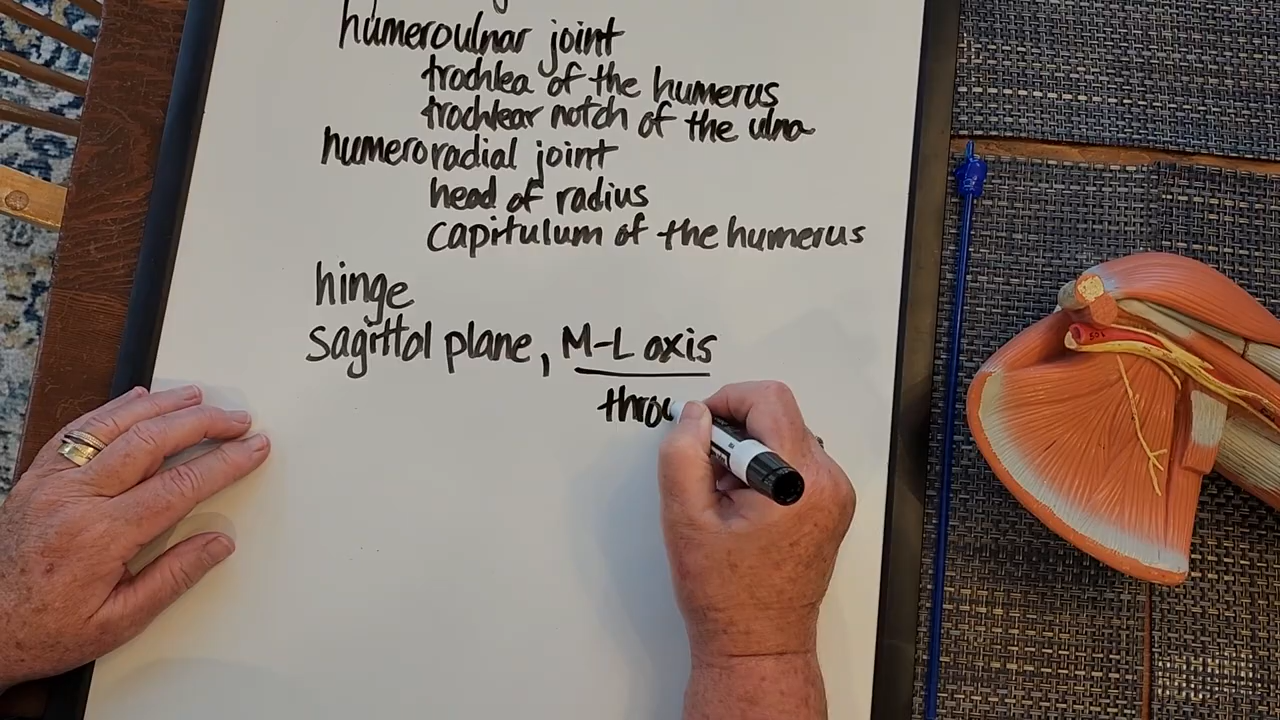 humeroulnar joint
trochlea of the humerus
trochlear notch of the ulna
humeroradial joint
head of radius
capitulum of the humerus
hinge
sagittal plane, M-L axis
throu